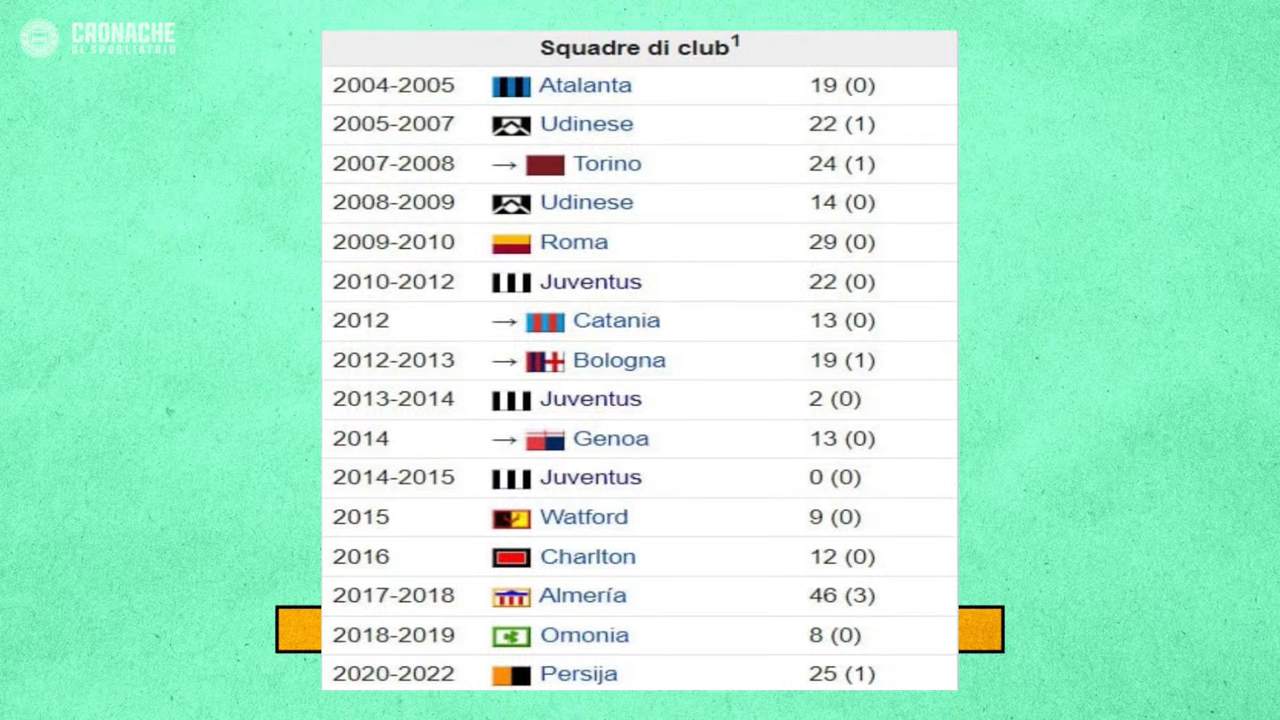 CRONACHE
DI SPOGLIATOIO
Squadre di club¹
2004-2005 Atalanta 19 (0)
2005-2007 Udinese 22 (1)
2007-2008 → Torino 24 (1)
2008-2009 Udinese 14 (0)
2009-2010 Roma 29 (0)
2010-2012 Juventus 22 (0)
2012 → Catania 13 (0)
2012-2013 → Bologna 19 (1)
2013-2014 Juventus 2 (0)
2014 → Genoa 13 (0)
2014-2015 Juventus 0 (0)
2015 Watford 9 (0)
2016 Charlton 12 (0)
2017-2018 Almería 46 (3)
2018-2019 Omonia 8 (0)
2020-2022 Persija 25 (1)